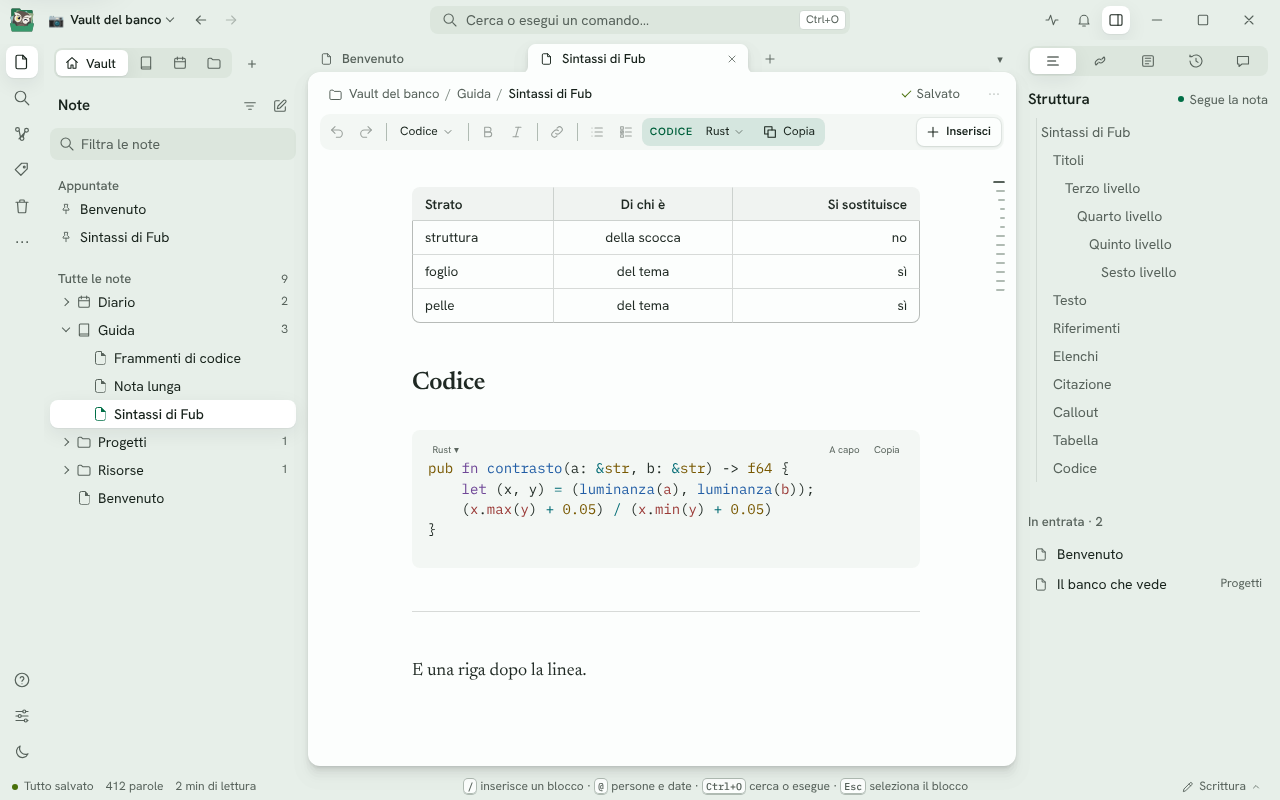 Vault del banco
Cerca o esegui un comando…
Ctrl+O
Vault
Note
Filtra le note
Appuntate
Benvenuto
Sintassi di Fub
Tutte le note 9
Diario 2
Guida 3
Frammenti di codice
Nota lunga
Sintassi di Fub
Progetti 1
Risorse 1
Benvenuto
Benvenuto
Sintassi di Fub
Vault del banco / Guida / Sintassi di Fub
Salvato
Codice
B I
CODICE Rust Copia
Inserisci
Strato Di chi è Si sostituisce
struttura della scocca no
foglio del tema sì
pelle del tema sì
Codice
Rust ▾ A capo Copia
pub fn contrasto(a: &str, b: &str) -> f64 {
let (x, y) = (luminanza(a), luminanza(b));
(x.max(y) + 0.05) / (x.min(y) + 0.05)
}
E una riga dopo la linea.
Struttura
Segue la nota
Sintassi di Fub
Titoli
Terzo livello
Quarto livello
Quinto livello
Sesto livello
Testo
Riferimenti
Elenchi
Citazione
Callout
Tabella
Codice
In entrata · 2
Benvenuto
Il banco che vede Progetti
Tutto salvato 412 parole 2 min di lettura
/ inserisce un blocco · @ persone e date · Ctrl+O cerca o esegue · Esc seleziona il blocco
Scrittura